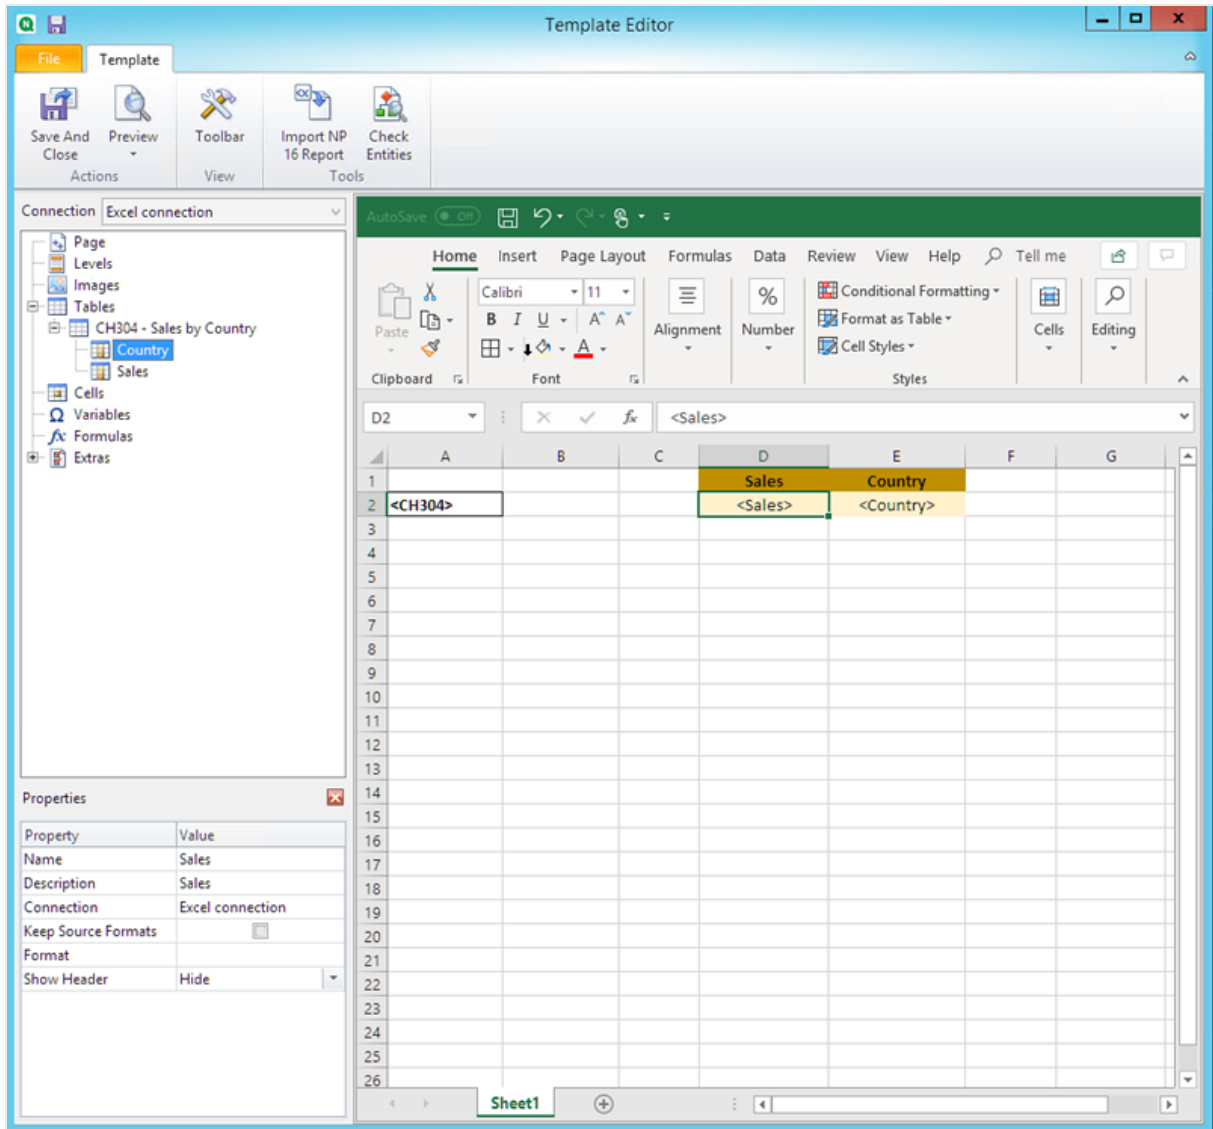 Template Editor
File Template
Save And Close
Preview
Toolbar
Import NP 16 Report
Check Entities
Actions View Tools
Connection Excel connection
Page
Levels
Images
Tables
CH304 - Sales by Country
Country
Sales
Cells
Ω Variables
fx Formulas
Extras
Properties
Property Value
Name Sales
Description Sales
Connection Excel connection
Keep Source Formats
Format
Show Header Hide
AutoSave Off
Home Insert Page Layout Formulas Data Review View Help Tell me
Paste
Calibri 11
B I U A A
A
Alignment
%
Number
Conditional Formatting
Format as Table
Cell Styles
Cells
Editing
Clipboard Font Styles
D2 fx <Sales>
A B C D E F G
1 Sales Country
2 <CH304> <Sales> <Country>
3
4
5
6
7
8
9
10
11
12
13
14
15
16
17
18
19
20
21
22
23
24
25
26
Sheet1